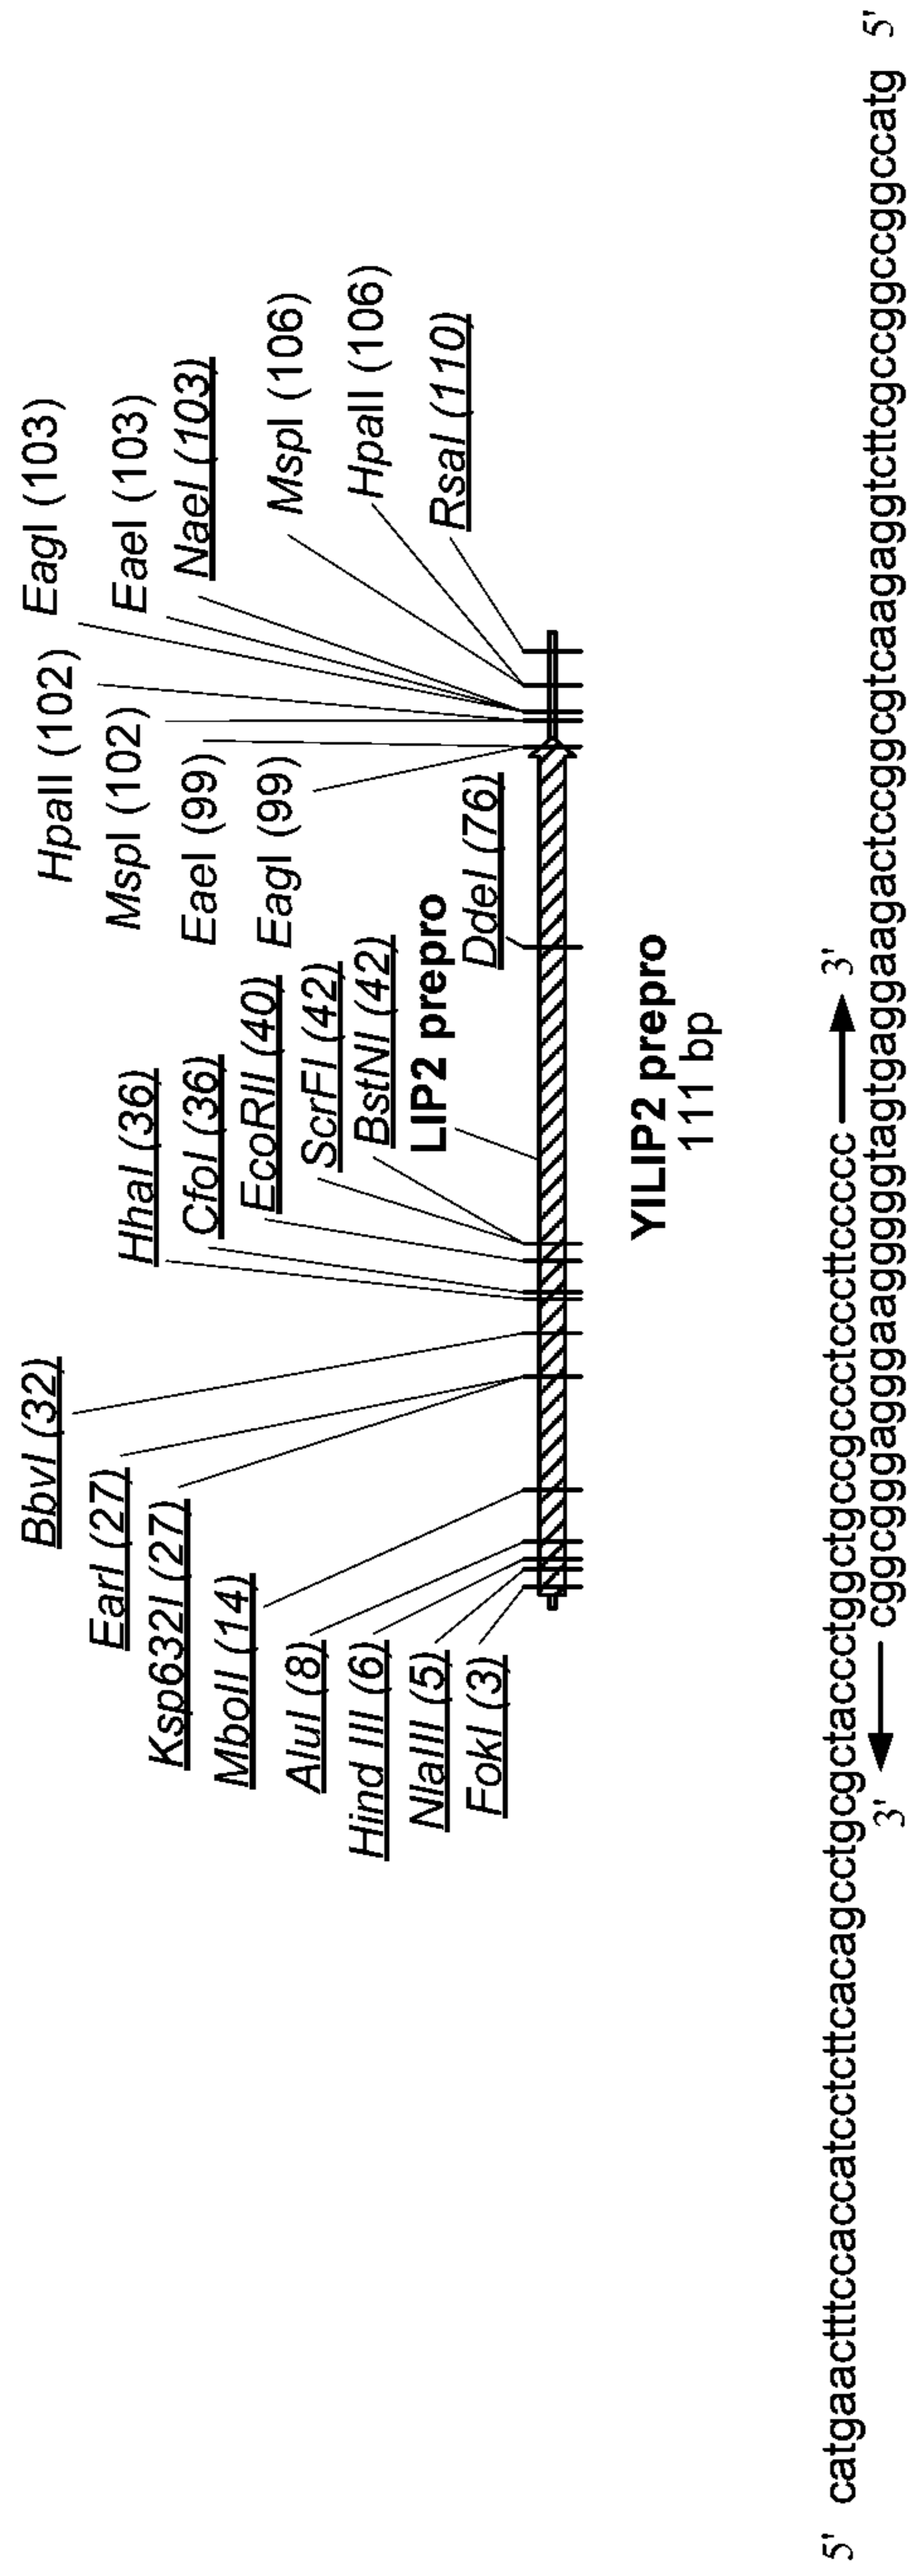 BbvI (32)
EarI (27)
Ksp632I (27)
MboII (14)
AluI (8)
Hind III (6)
NlaIII (5)
FokI (3)
HhaI (36)
CfoI (36)
EcoRII (40)
ScrFI (42)
BstNI (42)
LIP2 prepro
HpaII (102)
MspI (102)
EaeI (99)
EagI (99)
DdeI (76)
EagI (103)
EaeI (103)
NaeI (103)
MspI (106)
HpaII (106)
RsaI (110)
YlLIP2 prepro
111 bp
5' catgaactttccaccatcctcttcacagcctgcgctaccctggctgccgccctcccttccccc 3'
3' cggcgggagggaagggggtagtgaggaagactccggcgtcaagaggtcttcgcccggccggccatg 5'